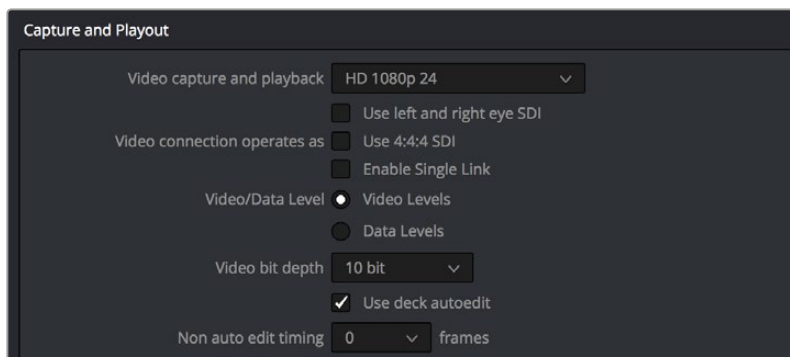 Capture and Playout
Video capture and playback HD 1080p 24
Use left and right eye SDI
Video connection operates as Use 4:4:4 SDI
Enable Single Link
Video/Data Level Video Levels
Data Levels
Video bit depth 10 bit
Use deck autoedit
Non auto edit timing 0 frames